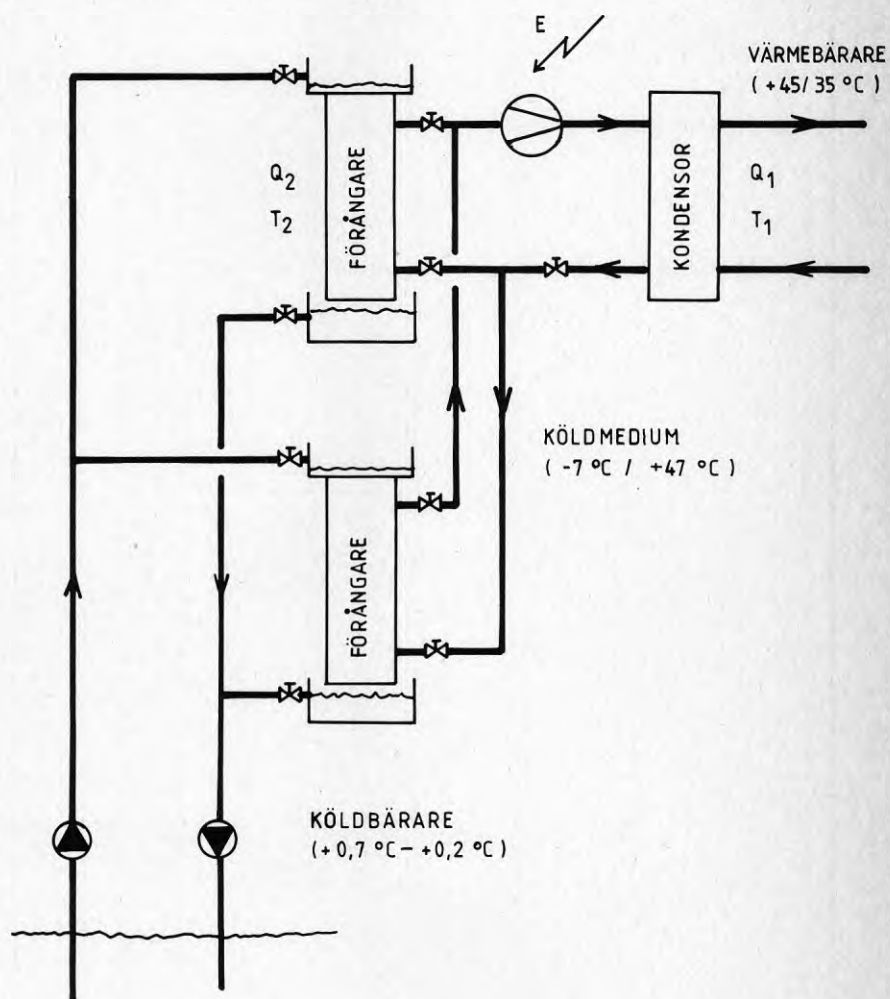 E
VÄRMEBÄRARE
(+45/35 °C)
Q2
T2
FÖRÅNGARE
KONDENSOR
Q1
T1
KÖLDMEDIUM
(-7 °C / +47 °C)
FÖRÅNGARE
KÖLDBÄRARE
(+0,7 °C - +0,2 °C)